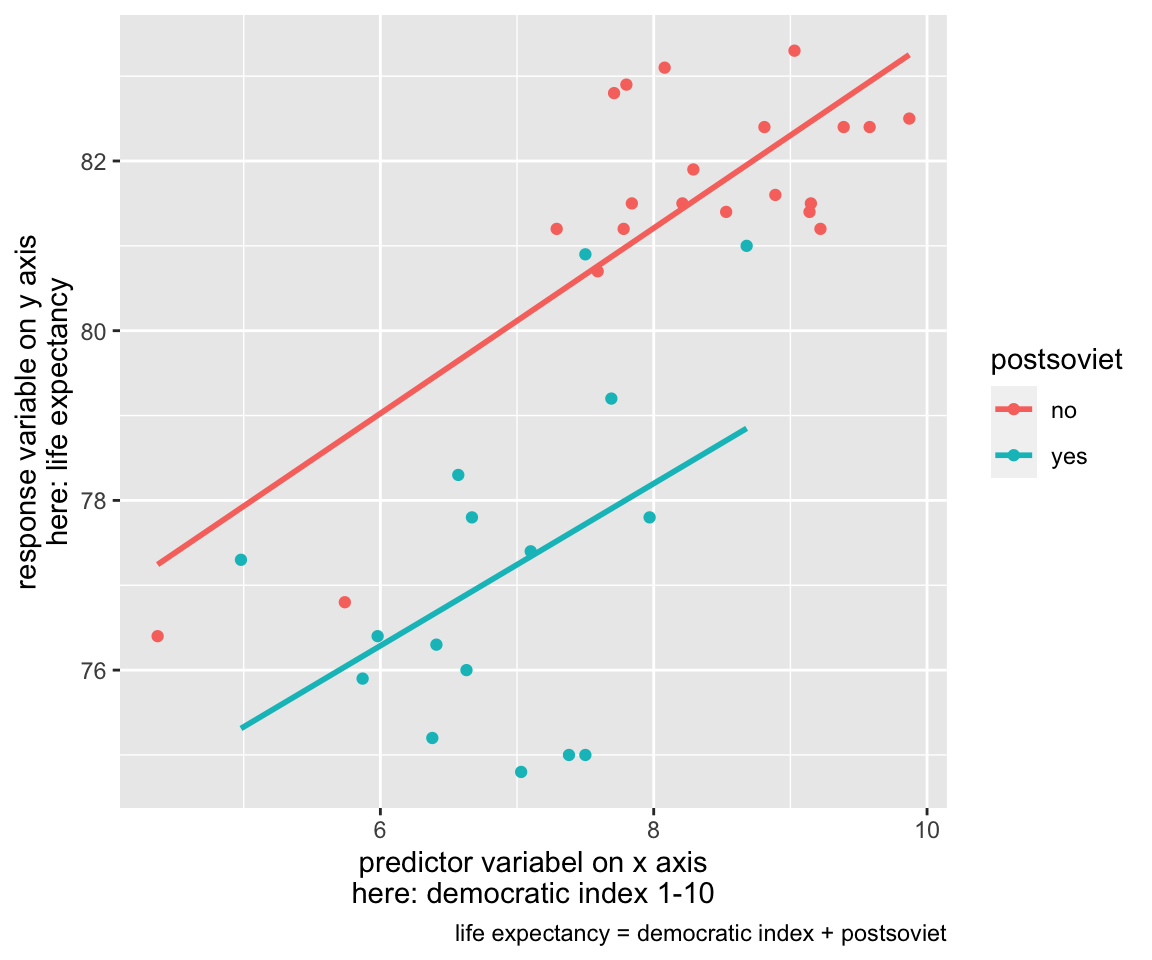 response variable on y axis
here: life expectancy
82
80
78
76
6
8
10
predictor variabel on x axis
here: democratic index 1-10
life expectancy = democratic index + postsoviet
postsoviet
no
yes